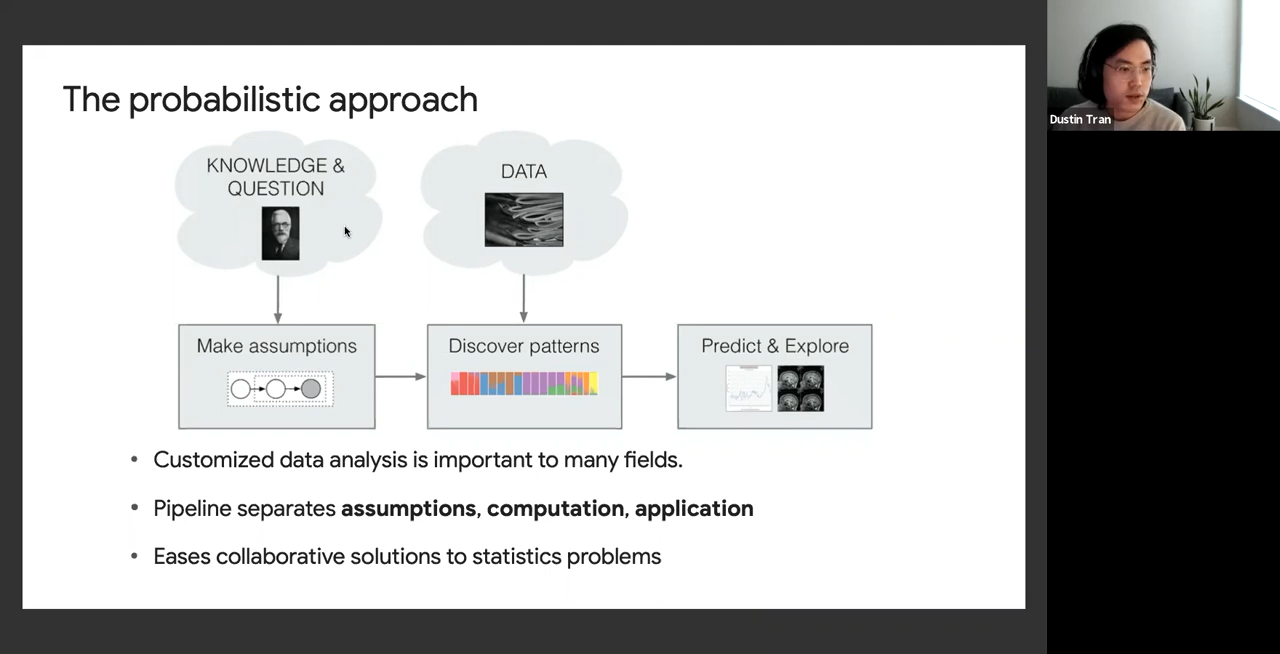 The probabilistic approach
KNOWLEDGE &
QUESTION
DATA
Make assumptions
Discover patterns
Predict & Explore
• Customized data analysis is important to many fields.
• Pipeline separates assumptions, computation, application
• Eases collaborative solutions to statistics problems
Dustin Tran